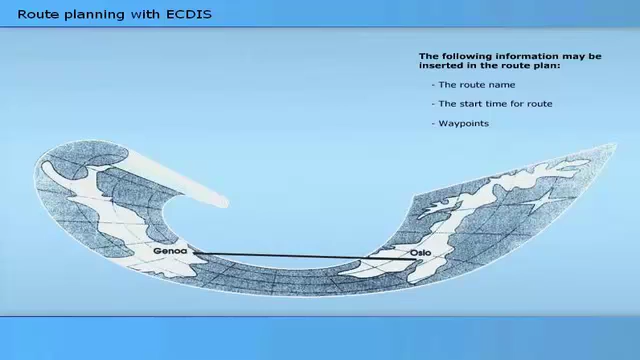 Route planning with ECDIS
The following information may be
inserted in the route plan:
- The route name
- The start time for route
- Waypoints
Genoa
Oslo